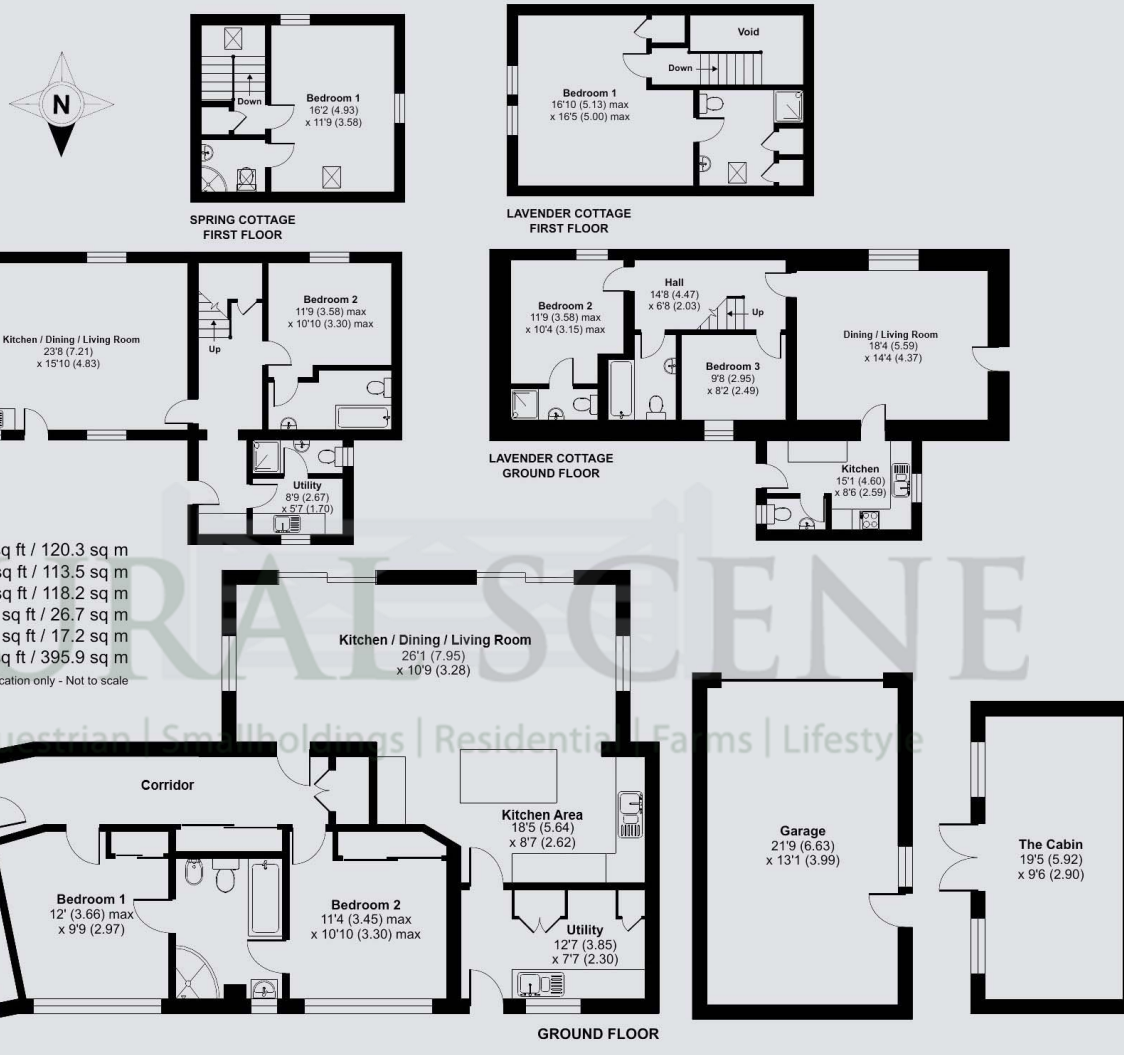 N
Bedroom 1
16'2 (4.93)
x 11'9 (3.58)
Down
SPRING COTTAGE
FIRST FLOOR
Void
Down
Bedroom 1
16'10 (5.13) max
x 16'5 (5.00) max
LAVENDER COTTAGE
FIRST FLOOR
Kitchen / Dining / Living Room
23'8 (7.21)
x 15'10 (4.83)
Up
Bedroom 2
11'9 (3.58) max
x 10'10 (3.30) max
Utility
8'9 (2.67)
x 5'7 (1.70)
Bedroom 2
11'9 (3.58) max
x 10'4 (3.15) max
Hall
14'8 (4.47)
x 6'8 (2.03)
Up
Bedroom 3
9'8 (2.95)
x 8'2 (2.49)
Dining / Living Room
18'4 (5.59)
x 14'4 (4.37)
Kitchen
15'1 (4.60)
x 8'6 (2.59)
LAVENDER COTTAGE
GROUND FLOOR
sq ft / 120.3 sq m
sq ft / 113.5 sq m
sq ft / 118.2 sq m
sq ft / 26.7 sq m
sq ft / 17.2 sq m
sq ft / 395.9 sq m
cation only - Not to scale
URAL SCENE
uestrian | Smallholdings | Residential | Farms | Lifestyle
Kitchen / Dining / Living Room
26'1 (7.95)
x 10'9 (3.28)
Corridor
Kitchen Area
18'5 (5.64)
x 8'7 (2.62)
Bedroom 1
12' (3.66) max
x 9'9 (2.97)
Bedroom 2
11'4 (3.45) max
x 10'10 (3.30) max
Utility
12'7 (3.85)
x 7'7 (2.30)
GROUND FLOOR
Garage
21'9 (6.63)
x 13'1 (3.99)
The Cabin
19'5 (5.92)
x 9'6 (2.90)